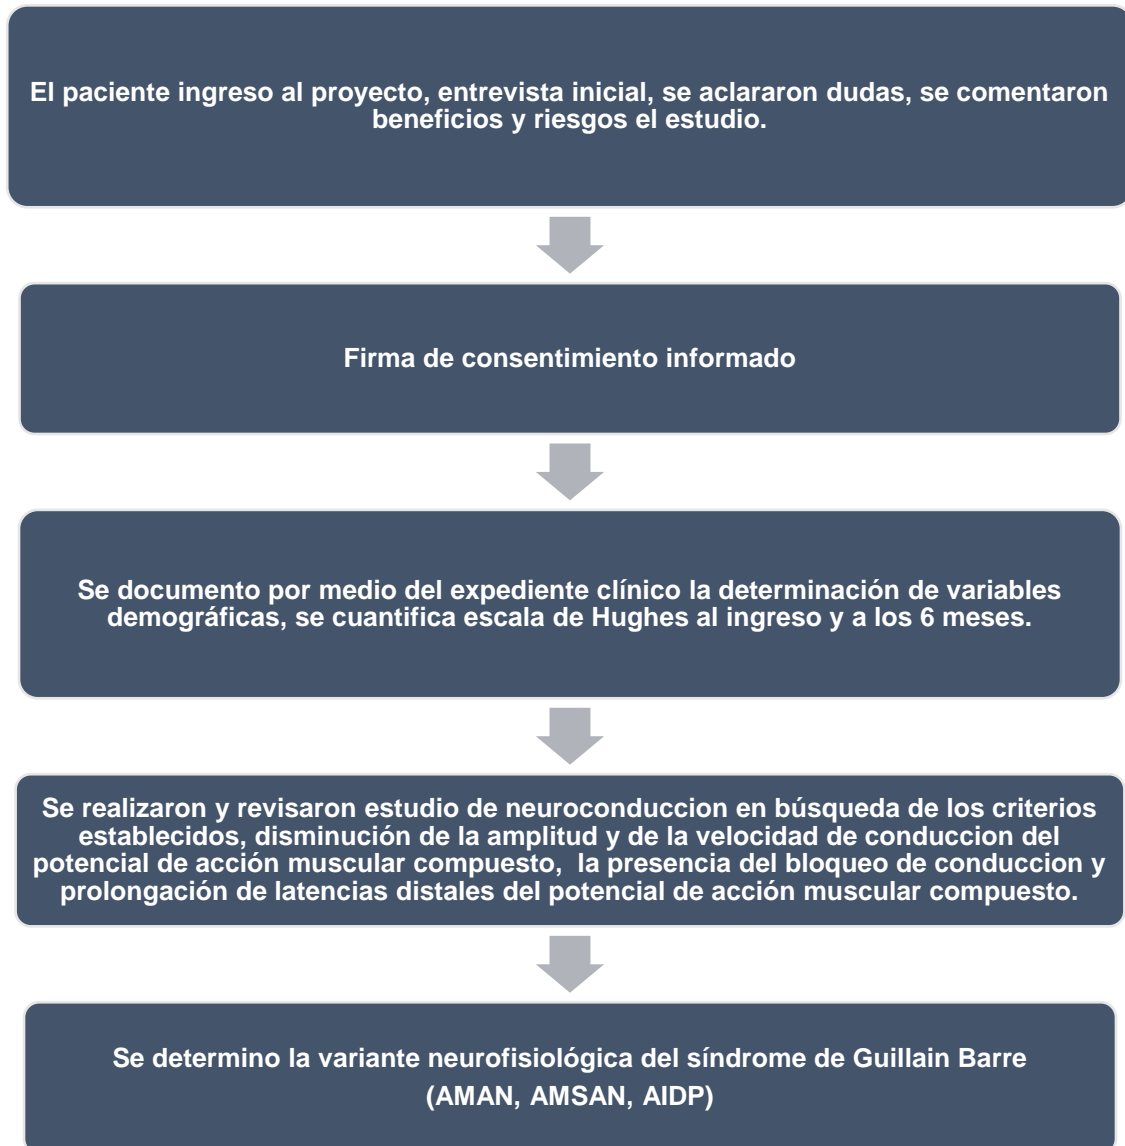 El paciente ingreso al proyecto, entrevista inicial, se aclararon dudas, se comentaron
beneficios y riesgos el estudio.
Firma de consentimiento informado
Se documento por medio del expediente clínico la determinación de variables
demográficas, se cuantifica escala de Hughes al ingreso y a los 6 meses.
Se realizaron y revisaron estudio de neuroconduccion en búsqueda de los criterios
establecidos, disminución de la amplitud y de la velocidad de conduccion del
potencial de acción muscular compuesto, la presencia del bloqueo de conduccion y
prolongación de latencias distales del potencial de acción muscular compuesto.
Se determino la variante neurofisiológica del síndrome de Guillain Barre
(AMAN, AMSAN, AIDP)